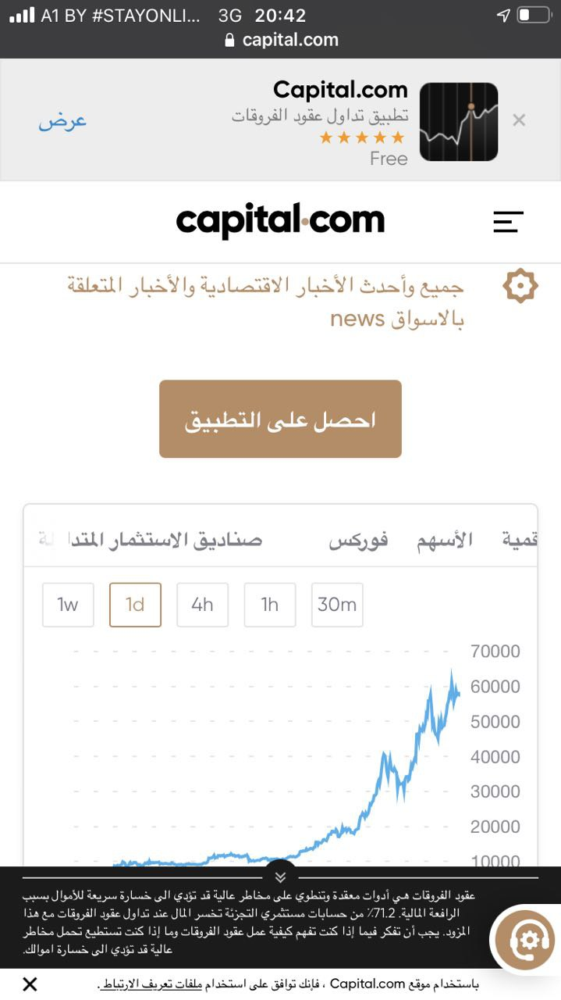 A1 BY #STAYONLI... 3G 20:42
capital.com
Capital.com
تطبيق تداول عقود الفروقات
Free
عرض
capital.com
جميع وأحدث الأخبار الاقتصادية والأخبار المتعلقة
بالاسواق news
احصل على التطبيق
قمية الأسهم فوركس صناديق الاستثمار المتدا لة
1w 1d 4h 1h 30m
70000
60000
50000
40000
30000
20000
10000
عقود الفروقات هي أدوات معقدة وتنطوي على مخاطر عالية قد تؤدي الى خسارة سريعة للأموال بسبب
الرافعة المالية. 71.2٪ من حسابات مستثمري التجزئة تخسر المال عند تداول عقود الفروقات مع هذا
المزود. يجب أن تفكر فيما إذا كنت تفهم كيفية عمل عقود الفروقات وما إذا كنت تستطيع تحمل مخاطر
عالية قد تؤدي الى خسارة اموالك.
باستخدام موقع Capital.com ، فإنك توافق على استخدام ملفات تعريف الارتباط.